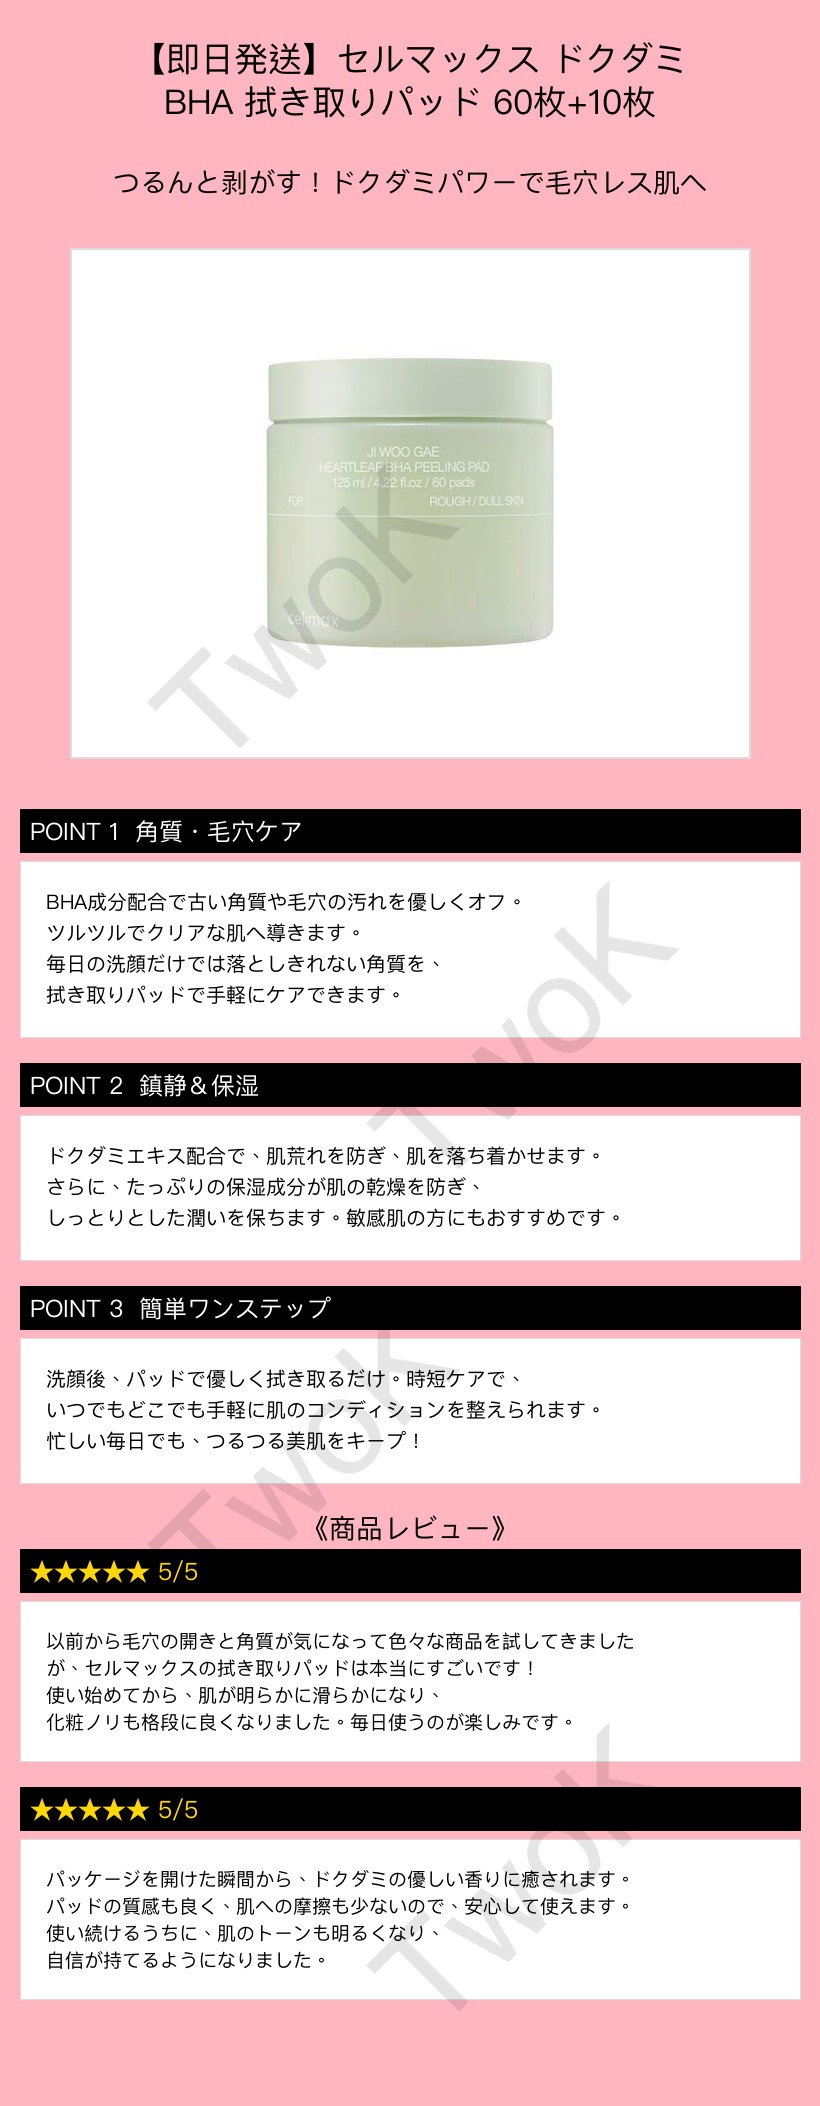 【即日発送】セルマックス ドクダミ
BHA 拭き取りパッド 60枚+10枚
つるんと剥がす！ドクダミパワーで毛穴レス肌へ
JI WOO GAE
HEARTLEAF BHA PEELING PAD
125 ml / 4.22 fl.oz / 60 pads
FOR ROUGH / DULL SKIN
celimax
TwoK
POINT 1 角質・毛穴ケア
BHA成分配合で古い角質や毛穴の汚れを優しくオフ。
ツルツルでクリアな肌へ導きます。
毎日の洗顔だけでは落としきれない角質を、
拭き取りパッドで手軽にケアできます。
TwoK
POINT 2 鎮静＆保湿
ドクダミエキス配合で、肌荒れを防ぎ、肌を落ち着かせます。
さらに、たっぷりの保湿成分が肌の乾燥を防ぎ、
しっとりとした潤いを保ちます。敏感肌の方にもおすすめです。
POINT 3 簡単ワンステップ
洗顔後、パッドで優しく拭き取るだけ。時短ケアで、
いつでもどこでも手軽に肌のコンディションを整えられます。
忙しい毎日でも、つるつる美肌をキープ！
TwoK
《商品レビュー》
★★★★★ 5/5
以前から毛穴の開きと角質が気になって色々な商品を試してきました
が、セルマックスの拭き取りパッドは本当にすごいです！
使い始めてから、肌が明らかに滑らかになり、
化粧ノリも格段に良くなりました。毎日使うのが楽しみです。
★★★★★ 5/5
パッケージを開けた瞬間から、ドクダミの優しい香りに癒されます。
パッドの質感も良く、肌への摩擦も少ないので、安心して使えます。
使い続けるうちに、肌のトーンも明るくなり、
自信が持てるようになりました。
TwoK